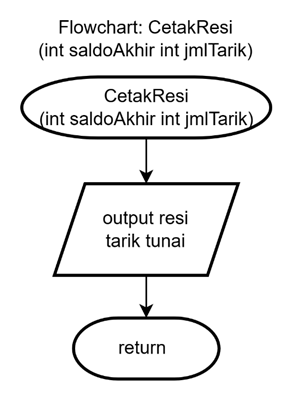 Flowchart: CetakResi
(int saldoAkhir int jmlTarik)
CetakResi
(int saldoAkhir int jmlTarik)
output resi
tarik tunai
return